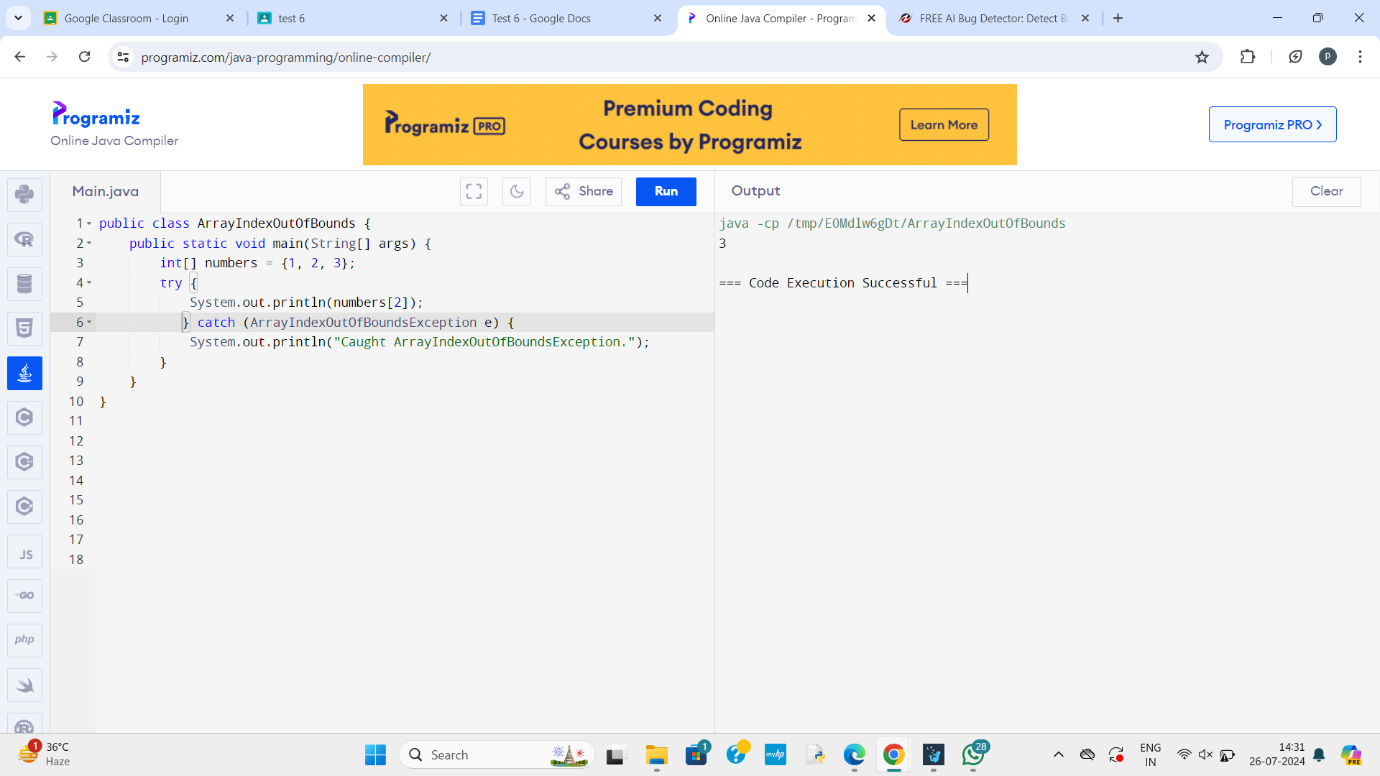 Google Classroom - Login
test 6
Test 6 - Google Docs
Online Java Compiler - Program
FREE AI Bug Detector: Detect B
programiz.com/java-programming/online-compiler/
P
Programiz
Online Java Compiler
Programiz PRO
Premium Coding
Courses by Programiz
Learn More
Programiz PRO >
Main.java
Share
Run
Output
Clear
1 public class ArrayIndexOutOfBounds {
2 public static void main(String[] args) {
3 int[] numbers = {1, 2, 3};
4 try {
5 System.out.println(numbers[2]);
6 } catch (ArrayIndexOutOfBoundsException e) {
7 System.out.println("Caught ArrayIndexOutOfBoundsException.");
8 }
9 }
10 }
11
12
13
14
15
16
17
18
java -cp /tmp/E0Mdlw6gDt/ArrayIndexOutOfBounds
3
=== Code Execution Successful ===
JS
GO
php
1
36°C
Haze
Search
1
myhp
28
ENG
IN
14:31
26-07-2024
PRE